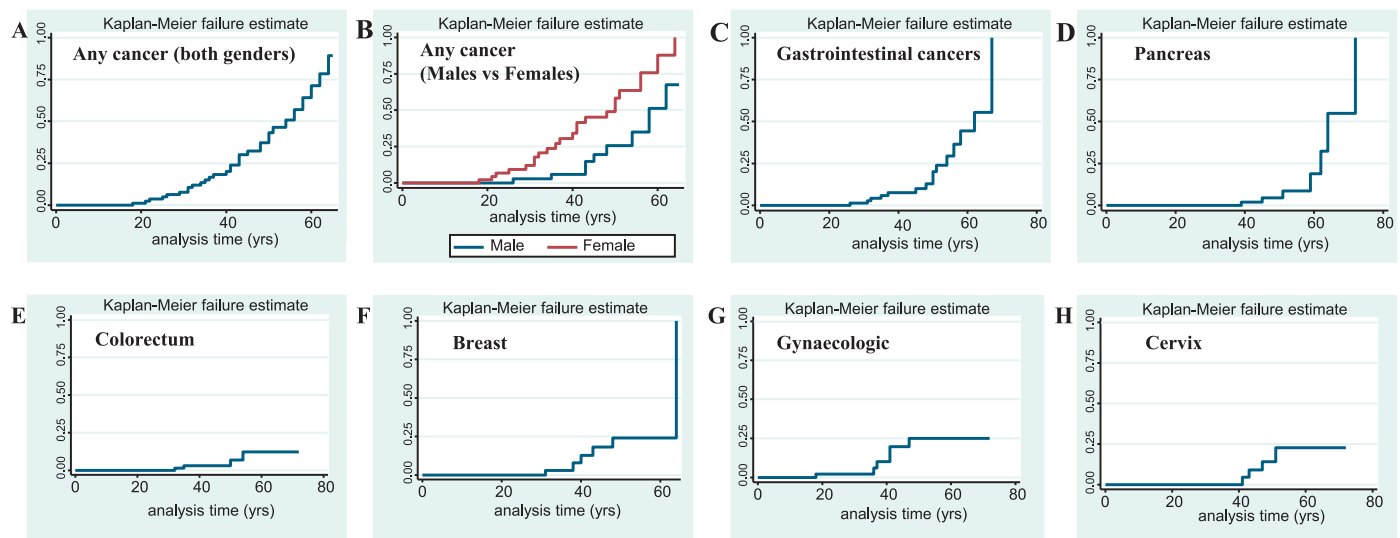 A
Kaplan-Meier failure estimate
Any cancer (both genders)
1.00
0.75
0.50
0.25
0.00
0
20
40
60
analysis time (yrs)
B
Kaplan-Meier failure estimate
Any cancer
(Males vs Females)
1.00
0.75
0.50
0.25
0.00
0
20
40
60
analysis time (yrs)
Male
Female
C
Kaplan-Meier failure estimate
Gastrointestinal cancers
1.00
0.75
0.50
0.25
0.00
0
20
40
60
80
analysis time (yrs)
D
Kaplan-Meier failure estimate
Pancreas
1.00
0.75
0.50
0.25
0.00
0
20
40
60
80
analysis time (yrs)
E
Kaplan-Meier failure estimate
Colorectum
1.00
0.75
0.50
0.25
0.00
0
20
40
60
80
analysis time (yrs)
F
Kaplan-Meier failure estimate
Breast
1.00
0.75
0.50
0.25
0.00
0
20
40
60
analysis time (yrs)
G
Kaplan-Meier failure estimate
Gynaecologic
1.00
0.75
0.50
0.25
0.00
0
20
40
60
80
analysis time (yrs)
H
Kaplan-Meier failure estimate
Cervix
1.00
0.75
0.50
0.25
0.00
0
20
40
60
80
analysis time (yrs)